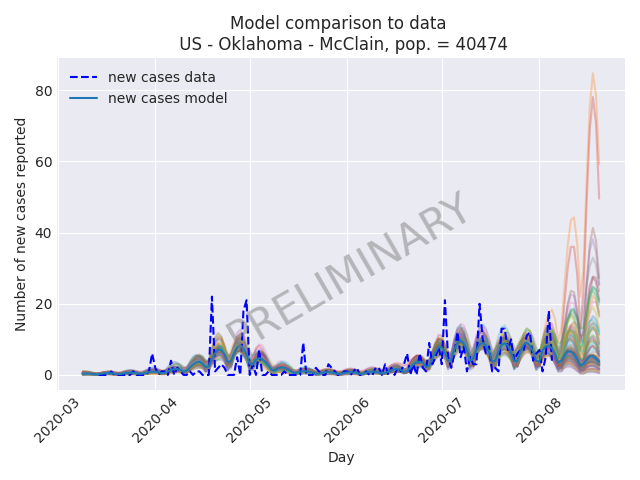 Model comparison to data
US - Oklahoma - McClain, pop. = 40474
new cases data
new cases model
PRELIMINARY
Number of new cases reported
80
60
40
20
0
2020-03
2020-04
2020-05
2020-06
2020-07
2020-08
Day